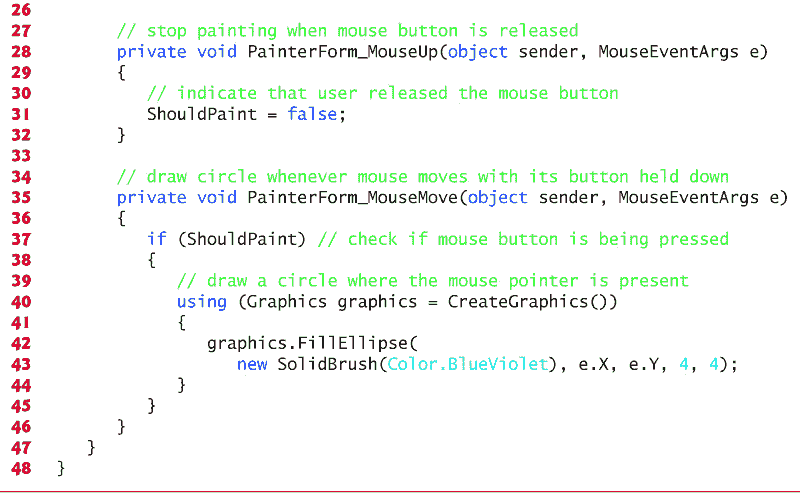 26
27 // stop painting when mouse button is released
28 private void PainterForm_MouseUp(object sender, MouseEventArgs e)
29 {
30 // indicate that user released the mouse button
31 ShouldPaint = false;
32 }
33
34 // draw circle whenever mouse moves with its button held down
35 private void PainterForm_MouseMove(object sender, MouseEventArgs e)
36 {
37 if (ShouldPaint) // check if mouse button is being pressed
38 {
39 // draw a circle where the mouse pointer is present
40 using (Graphics graphics = CreateGraphics())
41 {
42 graphics.FillEllipse(
43 new SolidBrush(Color.BlueViolet), e.X, e.Y, 4, 4);
44 }
45 }
46 }
47 }
48 }